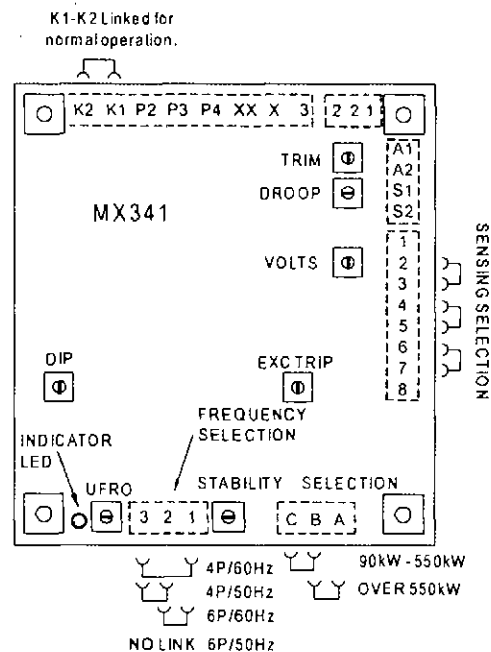 K1-K2 Linked for
normal operation.
K2 K1 P2 P3 P4 XX X 3 2 2 1
TRIM
DROOP
A1
A2
S1
S2
MX341
VOLTS
1
2
3
4
5
6
7
8
SENSING SELECTION
DIP
EXC TRIP
FREQUENCY
SELECTION
INDICATOR
LED
UFRO
STABILITY SELECTION
3 2 1
C B A
4P/60Hz
4P/50Hz
6P/60Hz
NO LINK 6P/50Hz
90kW - 550kW
OVER 550kW